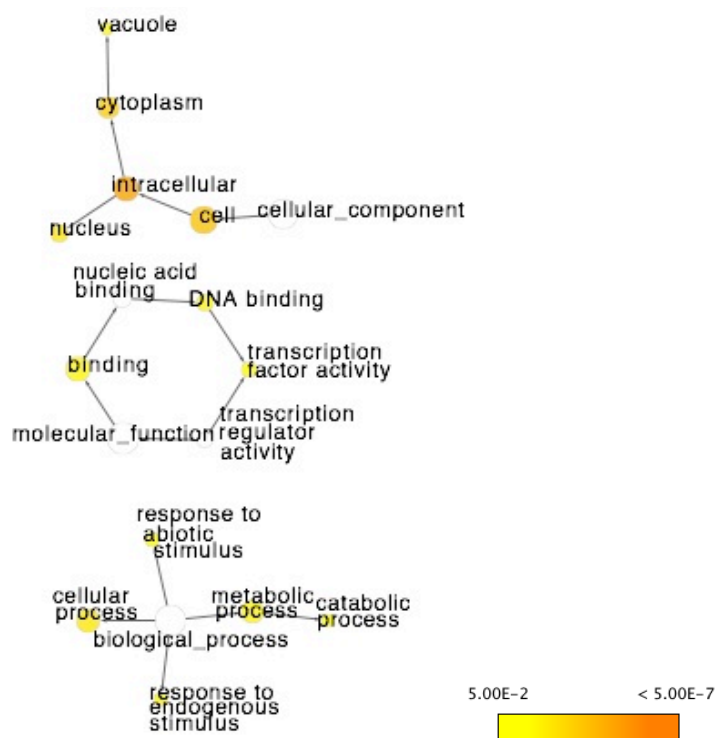 vacuole
cytoplasm
intracellular
cell
cellular_component
nucleus
nucleic acid
binding
DNA binding
binding
transcription
factor activity
molecular_function
transcription
regulator
activity
response to
abiotic
stimulus
cellular
process
metabolic
process
catabolic
process
biological_process
response to
endogenous
stimulus
5.00E-2
< 5.00E-7